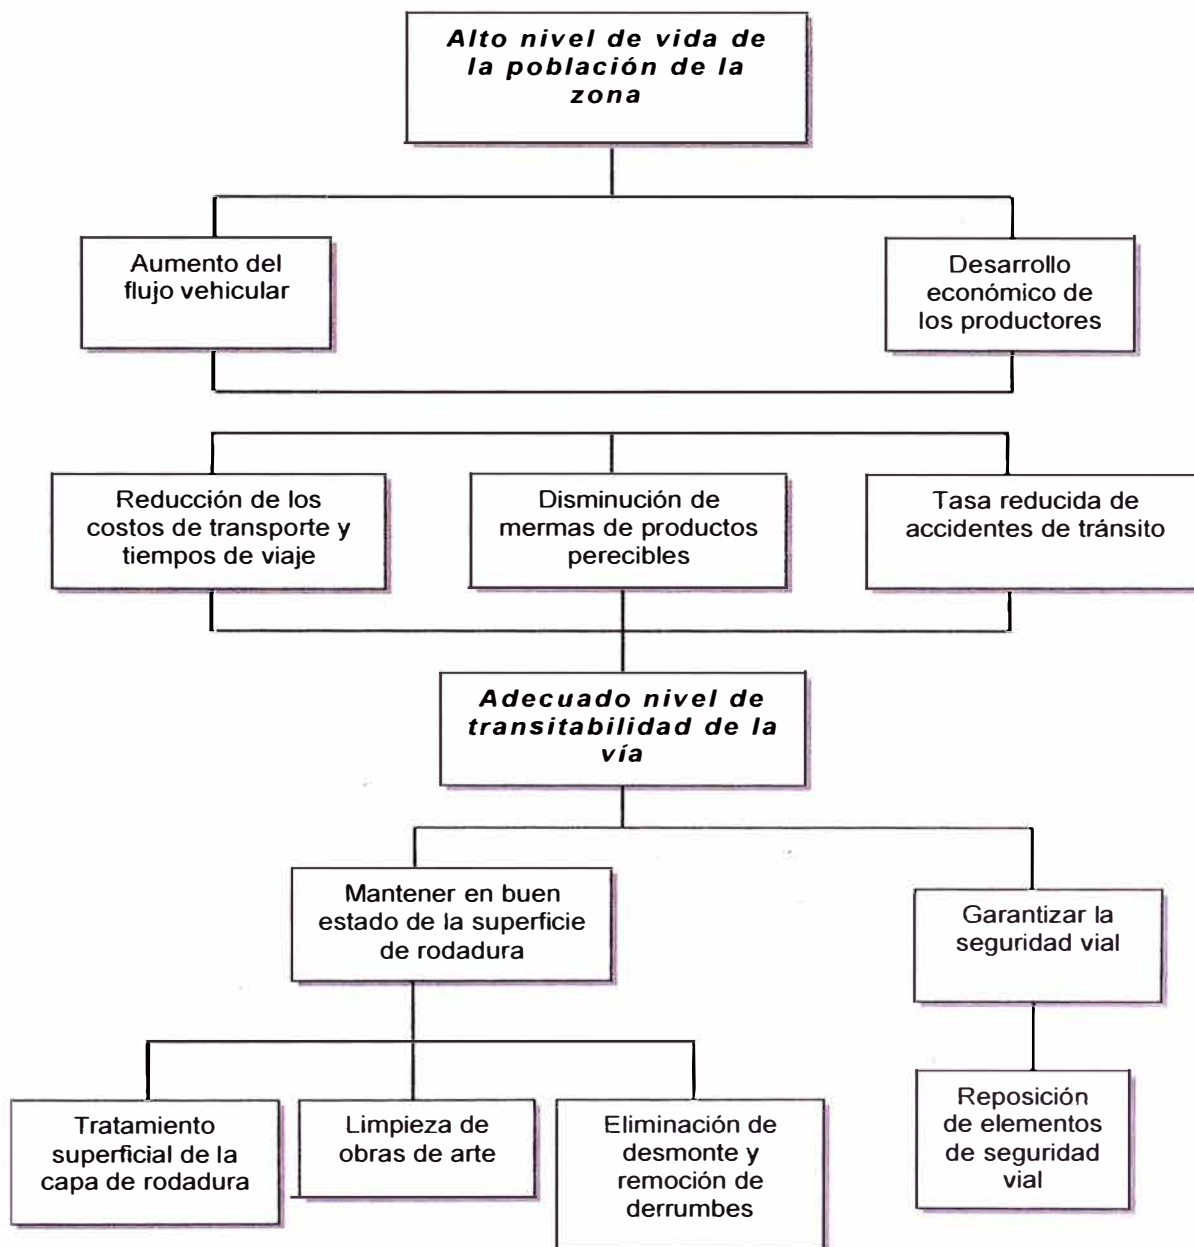 Alto nivel de vida de
la población de la
zona
Aumento del
flujo vehicular
Desarrollo
económico de
los productores
Reducción de los
costos de transporte y
tiempos de viaje
Disminución de
mermas de productos
perecibles
Tasa reducida de
accidentes de tránsito
Adecuado nivel de
transitabilidad de la
vía
Mantener en buen
estado de la superficie
de rodadura
Garantizar la
seguridad vial
Tratamiento
superficial de la
capa de rodadura
Limpieza de
obras de arte
Eliminación de
desmonte y
remoción de
derrumbes
Reposición
de elementos
de seguridad
vial